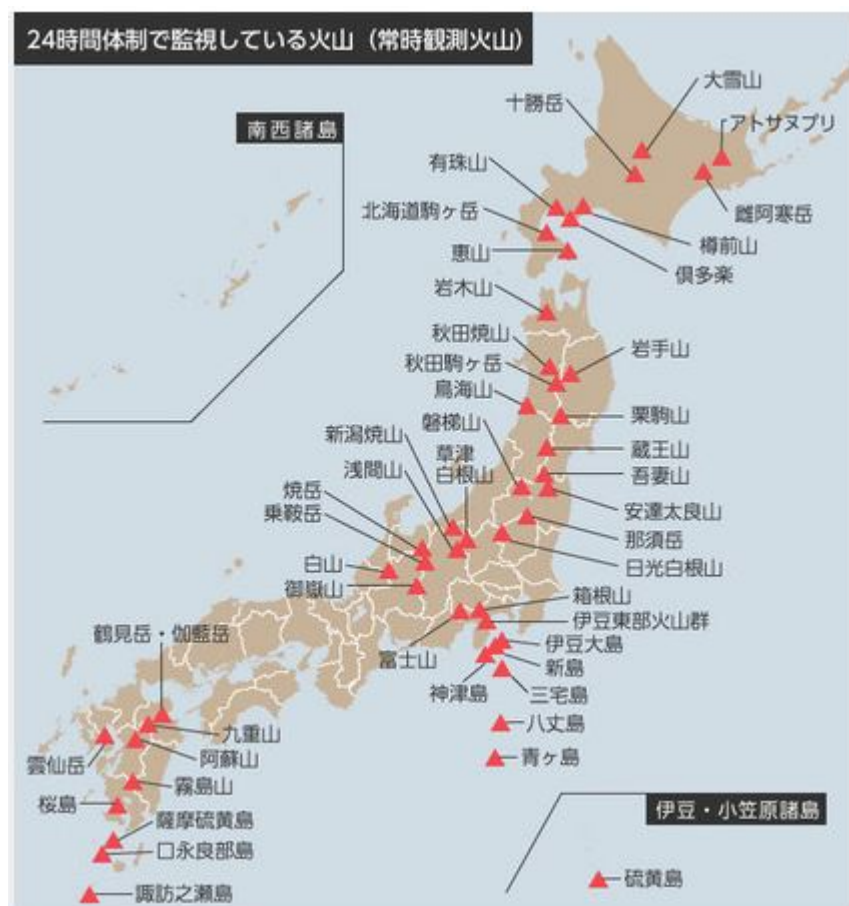 24時間体制で監視している火山（常時観測火山）
南西諸島
大雪山
十勝岳
アトサヌプリ
有珠山
北海道駒ヶ岳
恵山
雌阿寒岳
樽前山
倶多楽
岩木山
秋田焼山
秋田駒ヶ岳
岩手山
鳥海山
栗駒山
磐梯山
新潟焼山
草津
白根山
浅間山
蔵王山
吾妻山
焼岳
乗鞍岳
安達太良山
那須岳
白山
日光白根山
御嶽山
箱根山
伊豆東部火山群
鶴見岳・伽藍岳
富士山
伊豆大島
新島
神津島
三宅島
八丈島
九重山
雲仙岳
阿蘇山
青ヶ島
霧島山
桜島
薩摩硫黄島
口永良部島
諏訪之瀬島
伊豆・小笠原諸島
硫黄島